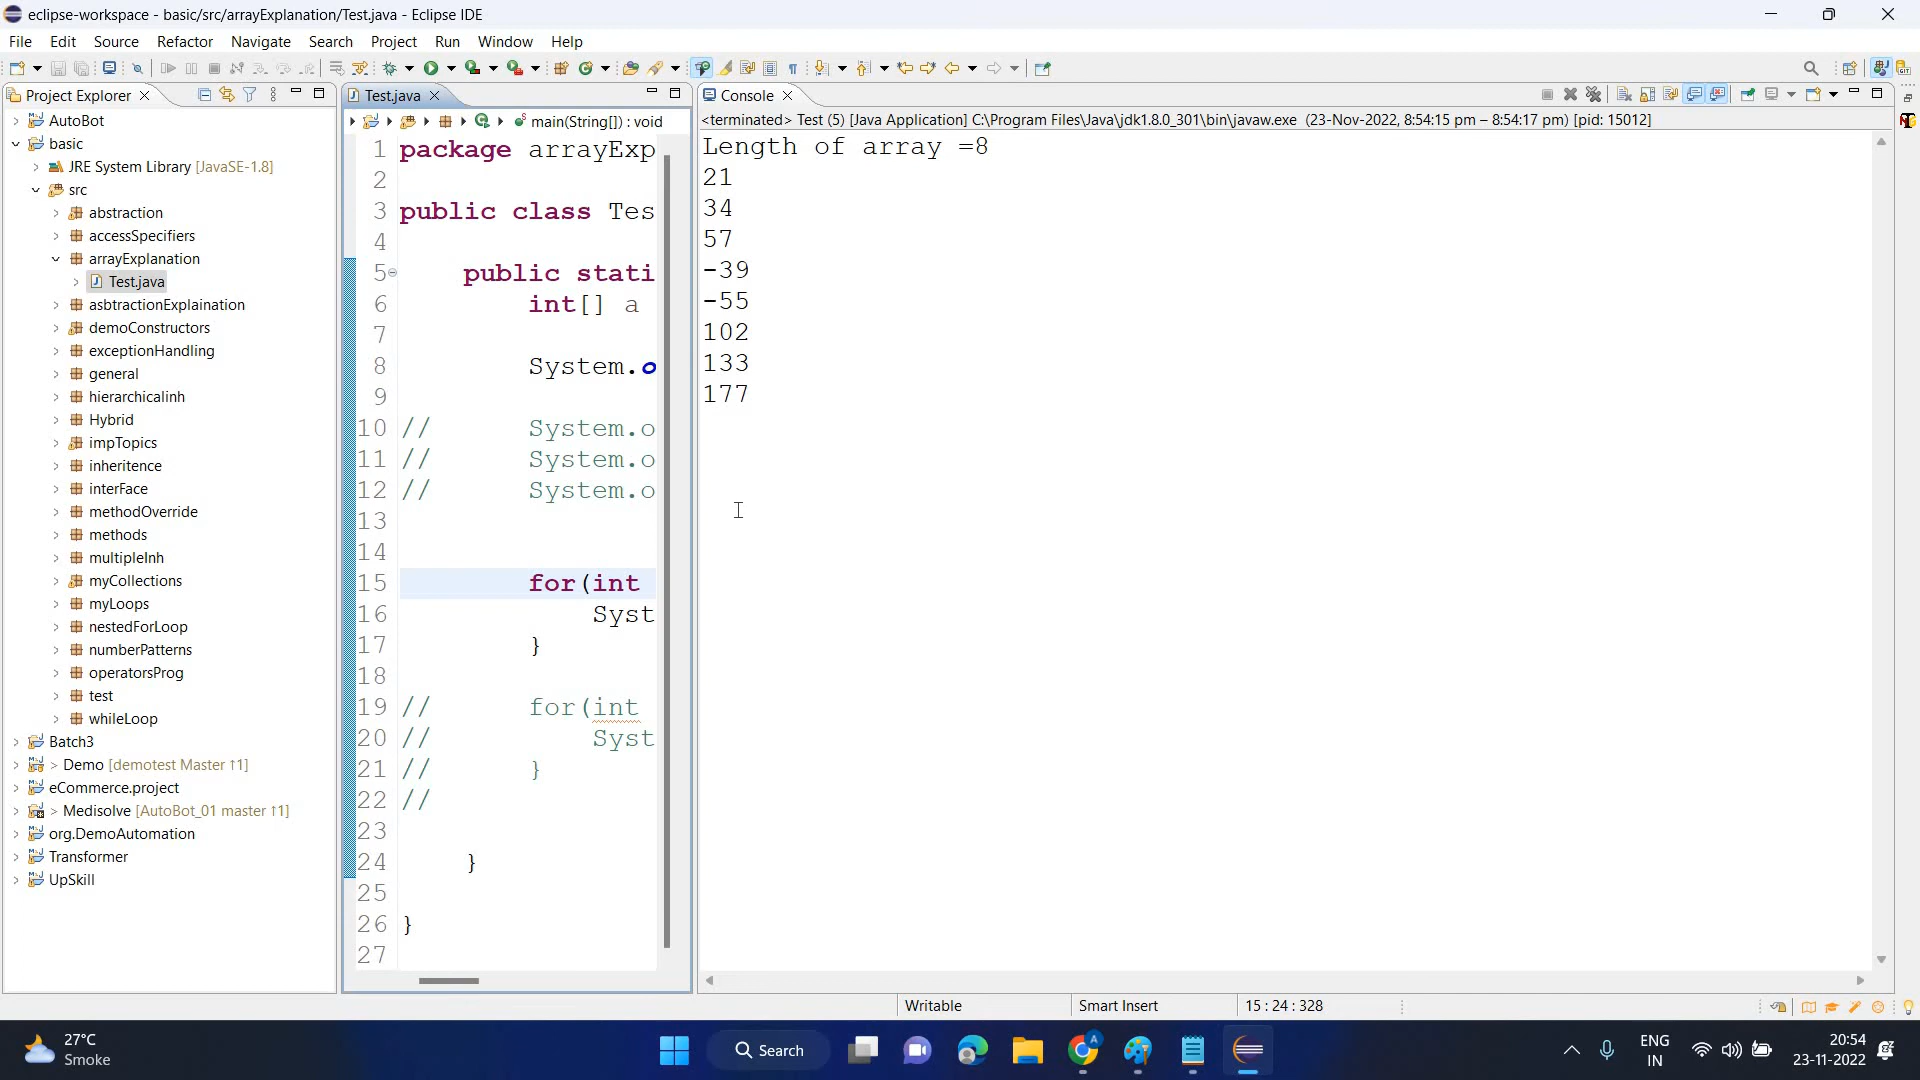 eclipse-workspace - basic/src/arrayExplanation/Test.java - Eclipse IDE
File Edit Source Refactor Navigate Search Project Run Window Help
Project Explorer
AutoBot
basic
JRE System Library [JavaSE-1.8]
src
abstraction
accessSpecifiers
arrayExplanation
Test.java
asbtractionExplaination
demoConstructors
exceptionHandling
general
hierarchicalinh
Hybrid
impTopics
inheritence
interFace
methodOverride
methods
multipleInh
myCollections
myLoops
nestedForLoop
numberPatterns
operatorsProg
test
whileLoop
Batch3
> Demo [demotest Master ↑1]
eCommerce.project
> Medisolve [AutoBot_01 master ↑1]
org.DemoAutomation
Transformer
UpSkill
Test.java
main(String[]) : void
1 package arrayExp
2
3 public class Tes
4
5 public stati
6 int[] a
7
8 System.o
9
10 // System.o
11 // System.o
12 // System.o
13
14
15 for(int
16 Syst
17 }
18
19 // for(int
20 // Syst
21 // }
22 //
23
24 }
25
26 }
27
Console
<terminated> Test (5) [Java Application] C:\Program Files\Java\jdk1.8.0_301\bin\javaw.exe (23-Nov-2022, 8:54:15 pm – 8:54:17 pm) [pid: 15012]
Length of array =8
21
34
57
-39
-55
102
133
177
Writable
Smart Insert
15 : 24 : 328
27°C
Smoke
Search
ENG
IN
20:54
23-11-2022